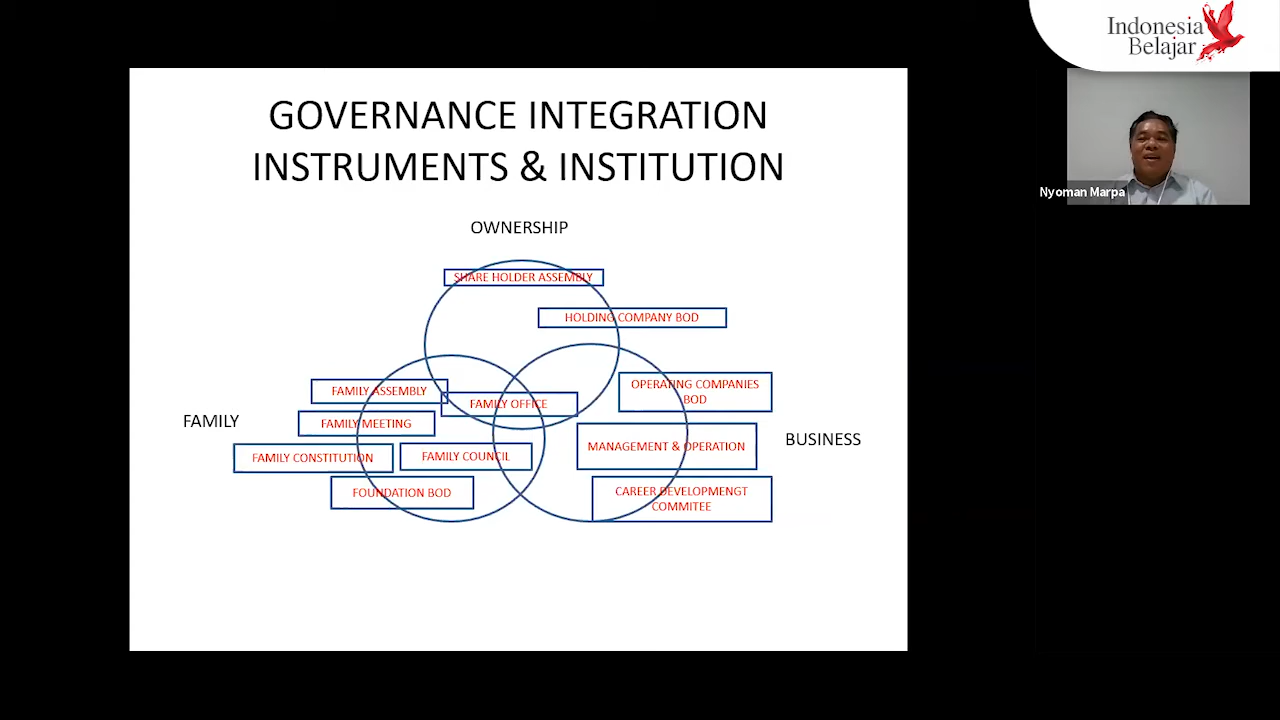 Indonesia
Belajar
Nyoman Marpa
GOVERNANCE INTEGRATION
INSTRUMENTS & INSTITUTION
OWNERSHIP
SHARE HOLDER ASSEMBLY
HOLDING COMPANY BOD
FAMILY ASSEMBLY
FAMILY OFFICE
OPERATING COMPANIES
BOD
FAMILY
FAMILY MEETING
BUSINESS
MANAGEMENT & OPERATION
FAMILY CONSTITUTION
FAMILY COUNCIL
FOUNDATION BOD
CAREER DEVELOPMENGT
COMMITEE